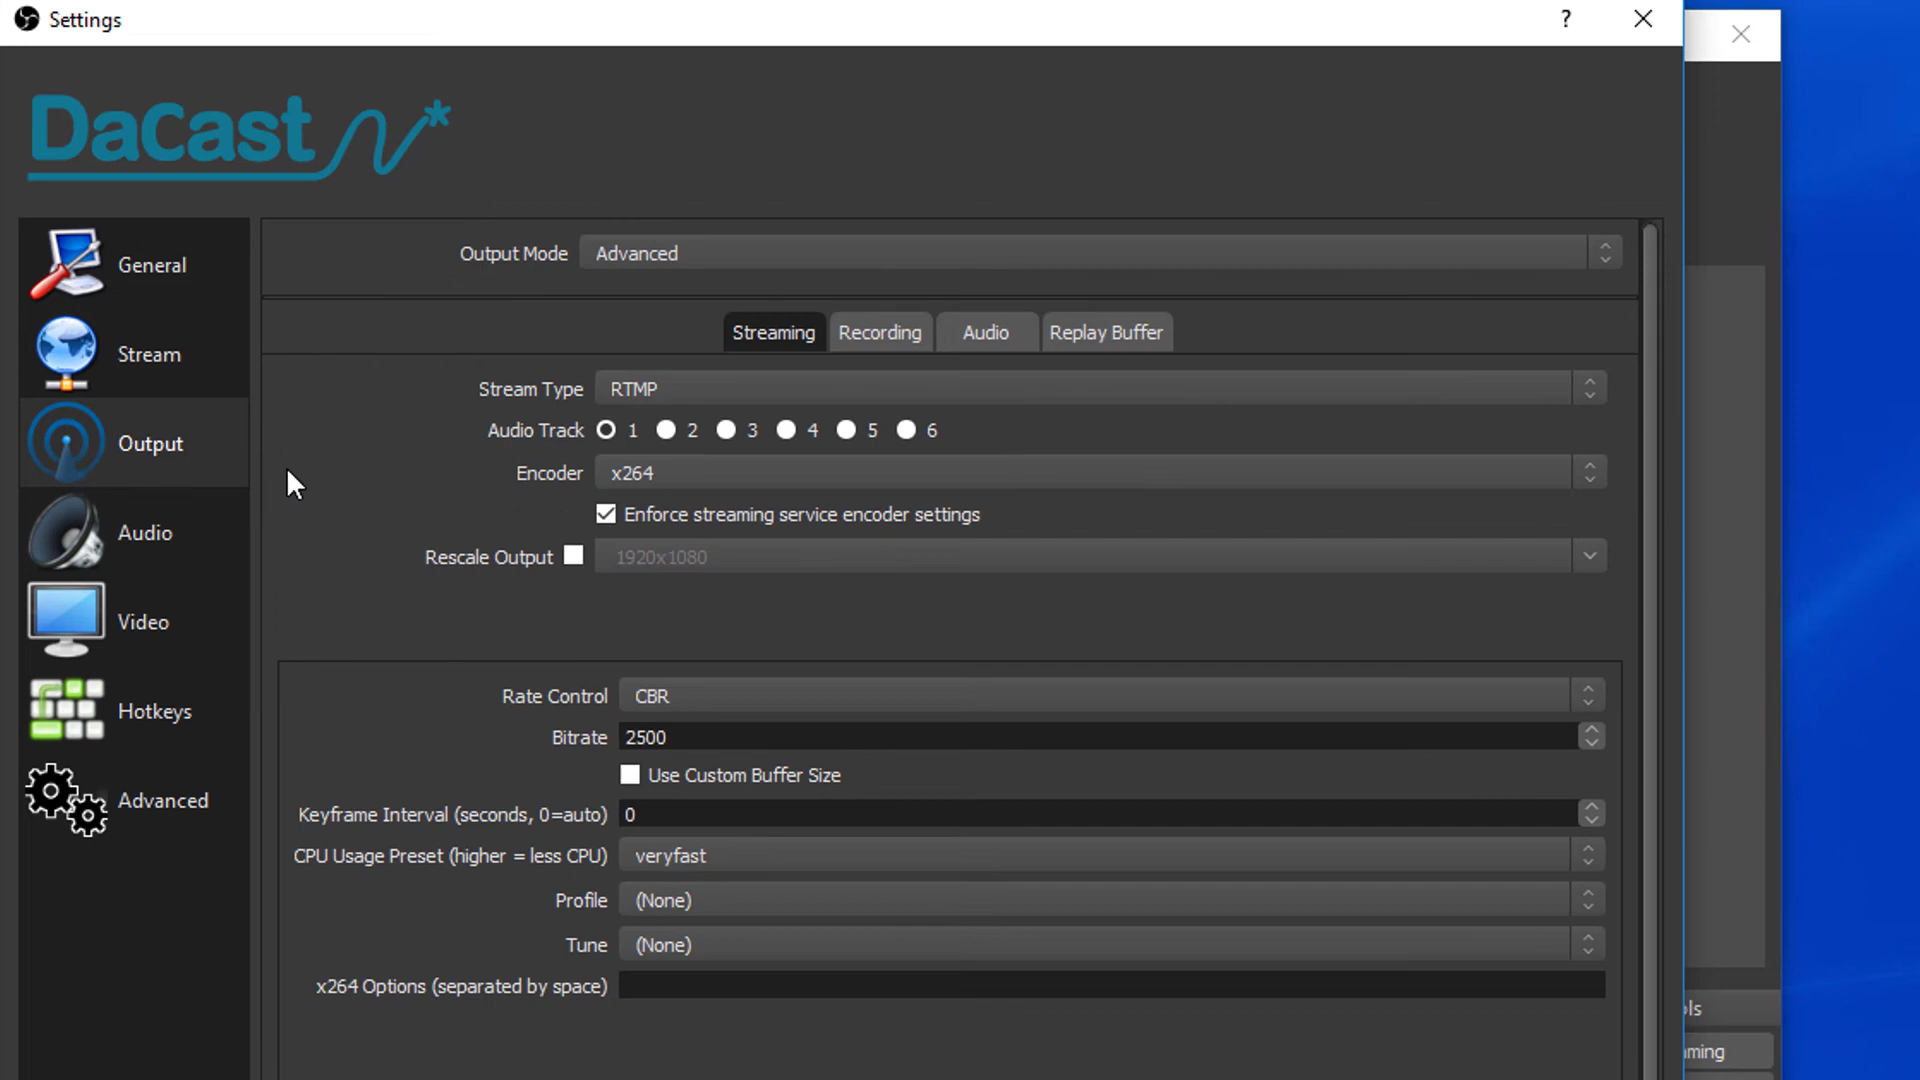 Settings
?
DaCast
General
Stream
Output
Audio
Video
Hotkeys
Advanced
Output Mode Advanced
Streaming Recording Audio Replay Buffer
Stream Type RTMP
Audio Track 1 2 3 4 5 6
Encoder x264
Enforce streaming service encoder settings
Rescale Output 1920x1080
Rate Control CBR
Bitrate 2500
Use Custom Buffer Size
Keyframe Interval (seconds, 0=auto) 0
CPU Usage Preset (higher = less CPU) veryfast
Profile (None)
Tune (None)
x264 Options (separated by space)
ols
ming